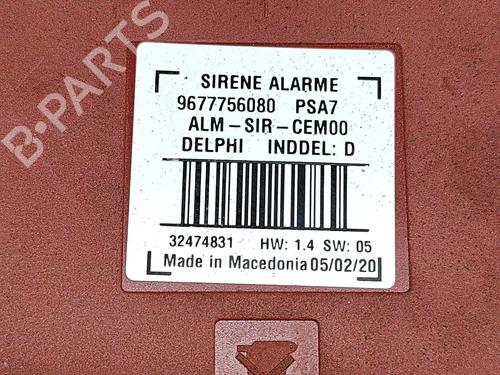 B-PARTS
SIRENE ALARME
9677756080 PSA7
ALM-SIR-CEM00
DELPHI INDDEL: D
32474831 HW: 1.4 SW: 05
Made in Macedonia 05/02/20